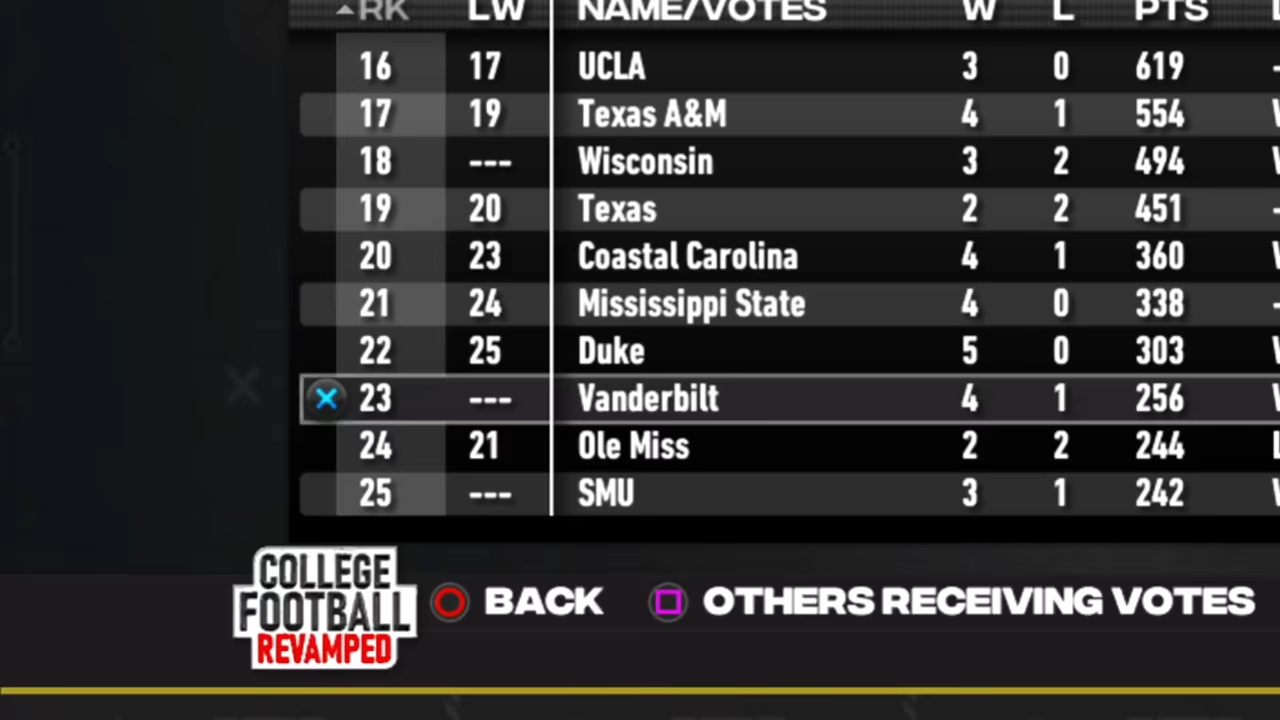 RK LW NAME/VOTES W L PTS
16 17 UCLA 3 0 619 -
17 19 Texas A&M 4 1 554
18 --- Wisconsin 3 2 494
19 20 Texas 2 2 451 -
20 23 Coastal Carolina 4 1 360
21 24 Mississippi State 4 0 338 -
22 25 Duke 5 0 303
23 --- Vanderbilt 4 1 256
24 21 Ole Miss 2 2 244
25 --- SMU 3 1 242
COLLEGE
FOOTBALL
REVAMPED
BACK OTHERS RECEIVING VOTES